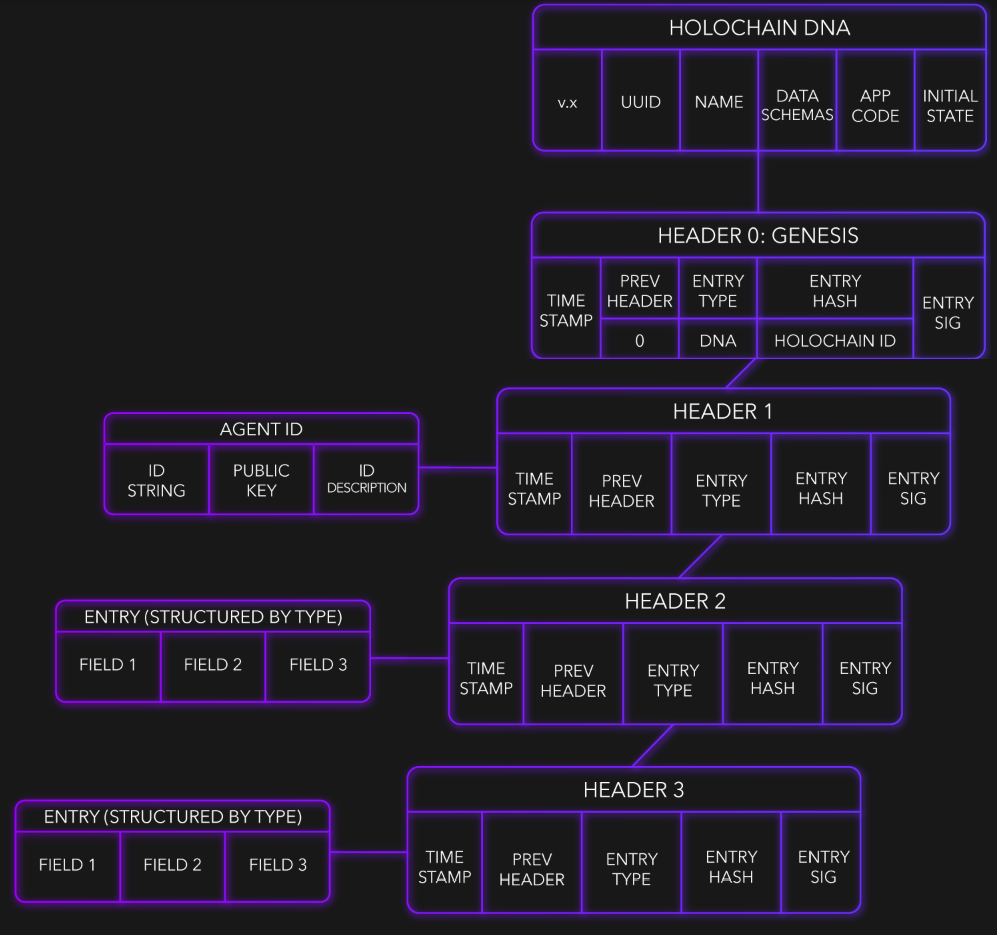 HOLOCHAIN DNA
v.x
UUID
NAME
DATA
SCHEMAS
APP
CODE
INITIAL
STATE
HEADER 0: GENESIS
TIME
STAMP
PREV
HEADER
0
ENTRY
TYPE
DNA
ENTRY
HASH
HOLOCHAIN ID
ENTRY
SIG
AGENT ID
ID
STRING
PUBLIC
KEY
ID
DESCRIPTION
HEADER 1
TIME
STAMP
PREV
HEADER
ENTRY
TYPE
ENTRY
HASH
ENTRY
SIG
ENTRY (STRUCTURED BY TYPE)
FIELD 1
FIELD 2
FIELD 3
HEADER 2
TIME
STAMP
PREV
HEADER
ENTRY
TYPE
ENTRY
HASH
ENTRY
SIG
ENTRY (STRUCTURED BY TYPE)
FIELD 1
FIELD 2
FIELD 3
HEADER 3
TIME
STAMP
PREV
HEADER
ENTRY
TYPE
ENTRY
HASH
ENTRY
SIG